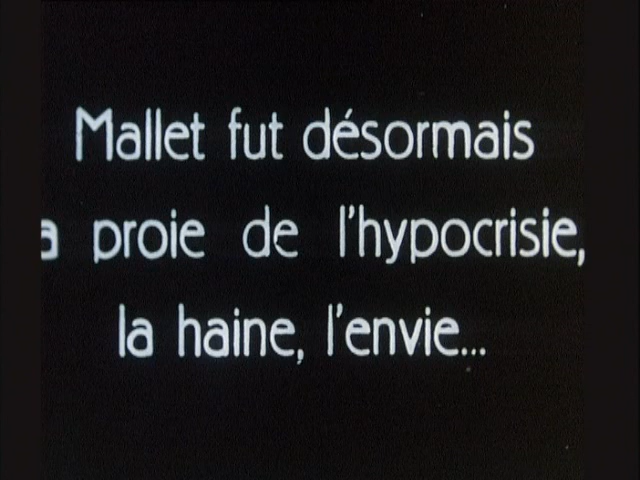 Mallet fut désormais
a proie de l'hypocrisie,
la haine, l'envie...